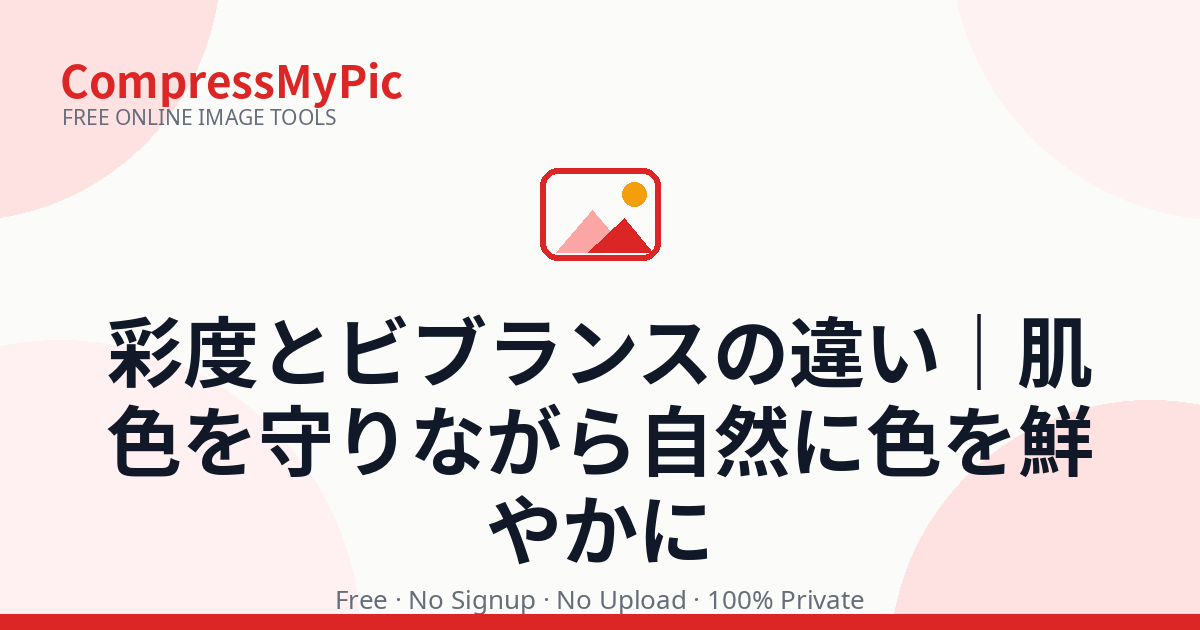 CompressMyPic
FREE ONLINE IMAGE TOOLS
彩度とビブランスの違い｜肌
色を守りながら自然に色を鮮
やかに
Free · No Signup · No Upload · 100% Private